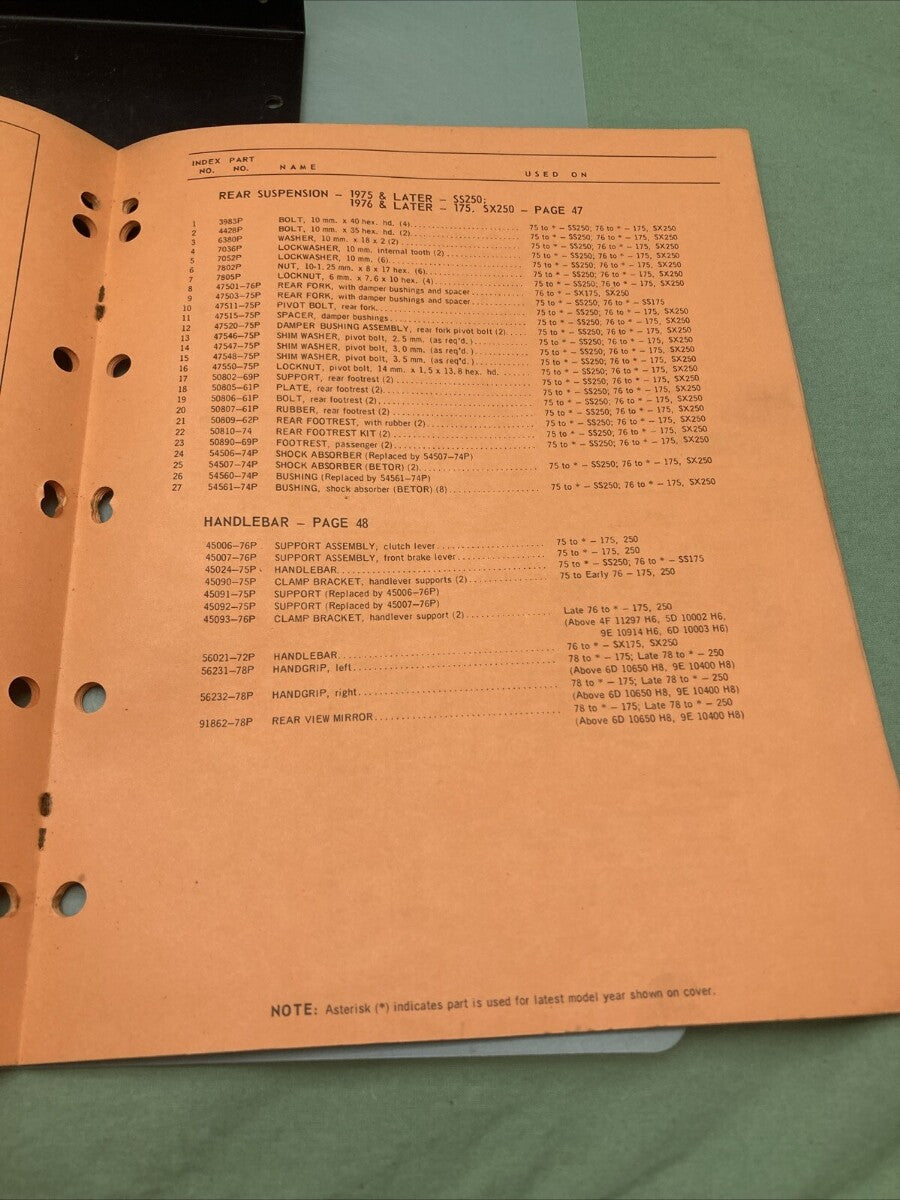 INDEX PART
NO. NO. NAME USED ON
REAR SUSPENSION – 1975 & LATER – SS250;
1976 & LATER – 175, SX250 – PAGE 47
1 3983P BOLT, 10 mm. x 40 hex. hd. (4) 75 to * – SS250; 76 to * – 175, SX250
2 4428P BOLT, 10 mm. x 35 hex. hd. (2) 75 to * – SS250; 76 to * – 175, SX250
3 6380P WASHER, 10 mm. x 18 x 2 (2) 75 to * – SS250; 76 to * – 175, SX250
4 7036P LOCKWASHER, 10 mm. internal tooth (2) 75 to * – SS250; 76 to * – 175, SX250
5 7052P LOCKWASHER, 10 mm. (6) 75 to * – SS250; 76 to * – 175, SX250
6 7802P NUT, 10-1.25 mm. x 8 x 17 hex. (6) 75 to * – SS250; 76 to * – 175, SX250
7 7805P LOCKNUT, 6 mm. x 7.6 x 10 hex. (4) 75 to * – SS250; 76 to * – 175, SX250
8 47501–76P REAR FORK, with damper bushings and spacer 76 to * – SX175, SX250
9 47503–75P REAR FORK, with damper bushings and spacer 75 to * – SS250; 76 to * – SS175
10 47511–75P PIVOT BOLT, rear fork 75 to * – SS250; 76 to * – 175, SX250
11 47515–75P SPACER, damper bushings 75 to * – SS250; 76 to * – 175, SX250
12 47520–75P DAMPER BUSHING ASSEMBLY, rear fork pivot bolt (2) 75 to * – SS250; 76 to * – 175, SX250
13 47546–75P SHIM WASHER, pivot bolt, 2.5 mm. (as req'd.) 75 to * – SS250; 76 to * – 175, SX250
14 47547–75P SHIM WASHER, pivot bolt, 3.0 mm. (as req'd.) 75 to * – SS250; 76 to * – 175, SX250
15 47548–75P SHIM WASHER, pivot bolt, 3.5 mm. (as req'd.) 75 to * – SS250; 76 to * – 175, SX250
16 47550–75P LOCKNUT, pivot bolt, 14 mm. x 1.5 x 13.8 hex. hd. 75 to * – SS250; 76 to * – 175, SX250
17 50802–69P SUPPORT, rear footrest (2) 75 to * – SS250; 76 to * – 175, SX250
18 50805–61P PLATE, rear footrest (2) 75 to * – SS250; 76 to * – 175, SX250
19 50806–61P BOLT, rear footrest (2) 75 to * – SS250; 76 to * – 175, SX250
20 50807–61P RUBBER, rear footrest (2) 75 to * – SS250; 76 to * – 175, SX250
21 50809–62P REAR FOOTREST, with rubber (2) 75 to * – SS250; 76 to * – 175, SX250
22 50810–74 REAR FOOTREST KIT (2) 75 to * – SS250; 76 to * – 175, SX250
23 50890–69P FOOTREST, passenger (2) 75 to * – SS250; 76 to * – 175, SX250
24 54506–74P SHOCK ABSORBER (Replaced by 54507–74P)
25 54507–74P SHOCK ABSORBER (BETOR) (2) 75 to * – SS250; 76 to * – 175, SX250
26 54560–74P BUSHING (Replaced by 54561–74P)
27 54561–74P BUSHING, shock absorber (BETOR) (8) 75 to * – SS250; 76 to * – 175, SX250
HANDLEBAR – PAGE 48
45006–76P SUPPORT ASSEMBLY, clutch lever 75 to * – 175, 250
45007–76P SUPPORT ASSEMBLY, front brake lever 75 to * – 175, 250
45024–75P HANDLEBAR 75 to * – SS250; 76 to * – SS175
45090–75P CLAMP BRACKET, handlever supports (2) 75 to Early 76 – 175, 250
45091–75P SUPPORT (Replaced by 45006–76P)
45092–75P SUPPORT (Replaced by 45007–76P)
45093–76P CLAMP BRACKET, handlever support (2) Late 76 to * – 175, 250
(Above 4F 11297 H6, 5D 10002 H6,
9E 10914 H6, 6D 10003 H6)
56021–72P HANDLEBAR 76 to * – SX175, SX250
56231–78P HANDGRIP, left 78 to * – 175; Late 78 to * – 250
(Above 6D 10650 H8, 9E 10400 H8)
56232–78P HANDGRIP, right 78 to * – 175; Late 78 to * – 250
(Above 6D 10650 H8, 9E 10400 H8)
91862–78P REAR VIEW MIRROR 78 to * – 175; Late 78 to * – 250
(Above 6D 10650 H8, 9E 10400 H8)
NOTE: Asterisk (*) indicates part is used for latest model year shown on cover.